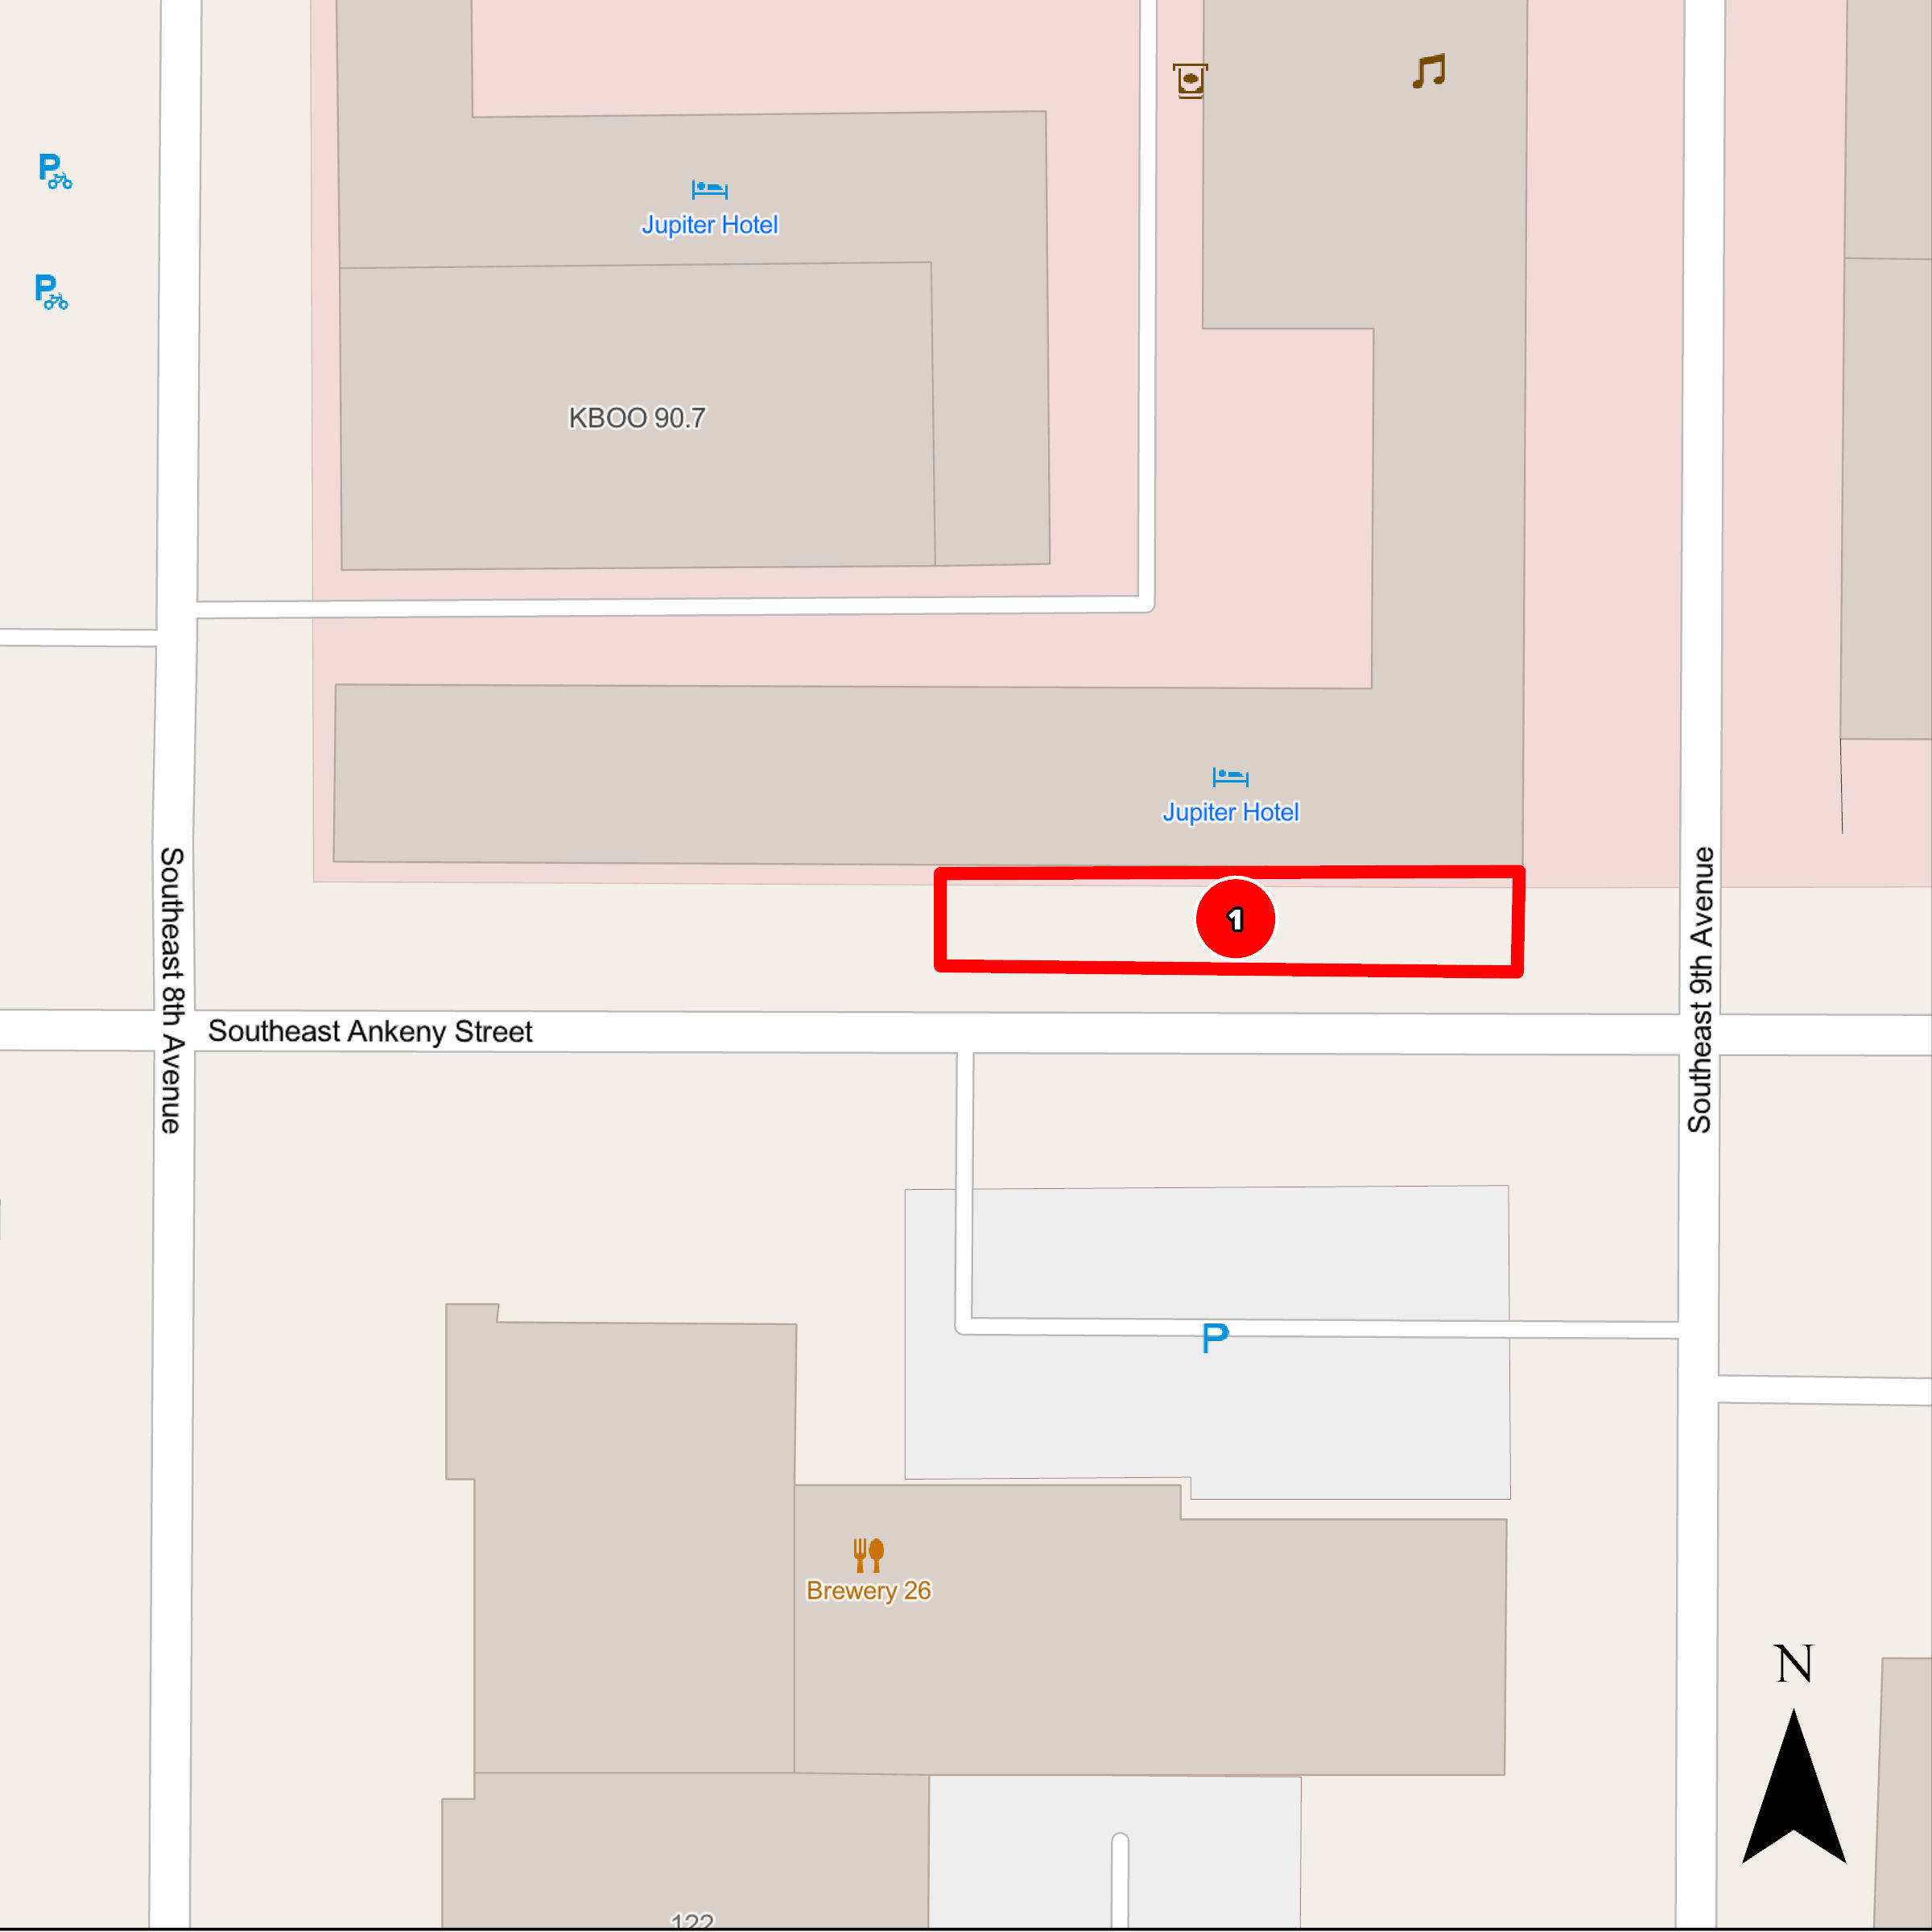 P
P
Jupiter Hotel
KBOO 90.7
Jupiter Hotel
Southeast 8th Avenue
Southeast 9th Avenue
1
Southeast Ankeny Street
P
Brewery 26
N
122